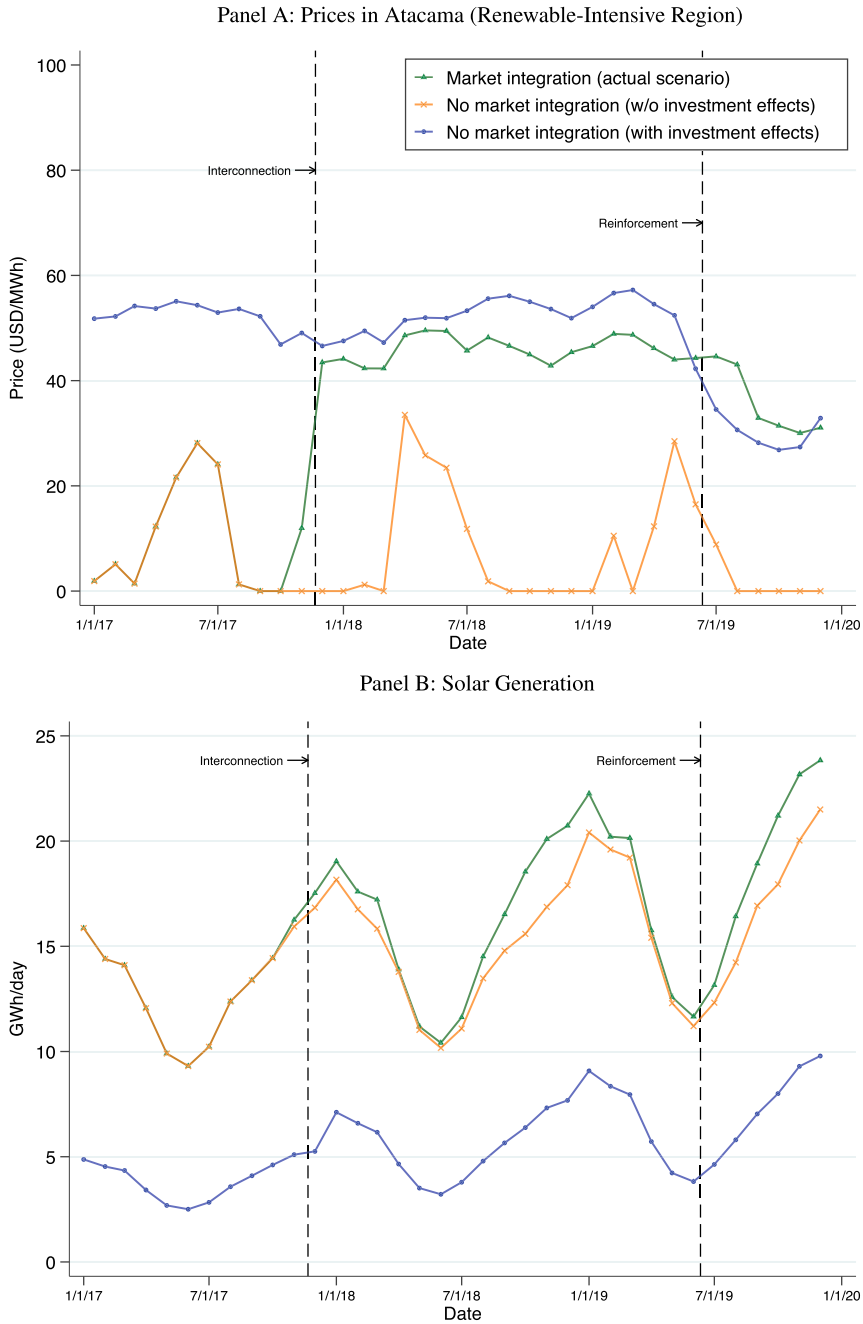 Panel A: Prices in Atacama (Renewable-Intensive Region)
100
80
60
40
20
0
Price (USD/MWh)
Market integration (actual scenario)
No market integration (w/o investment effects)
No market integration (with investment effects)
Interconnection
Reinforcement
1/1/17
7/1/17
1/1/18
7/1/18
1/1/19
7/1/19
1/1/20
Date
Panel B: Solar Generation
25
20
15
10
5
0
GWh/day
Interconnection
Reinforcement
1/1/17
7/1/17
1/1/18
7/1/18
1/1/19
7/1/19
1/1/20
Date